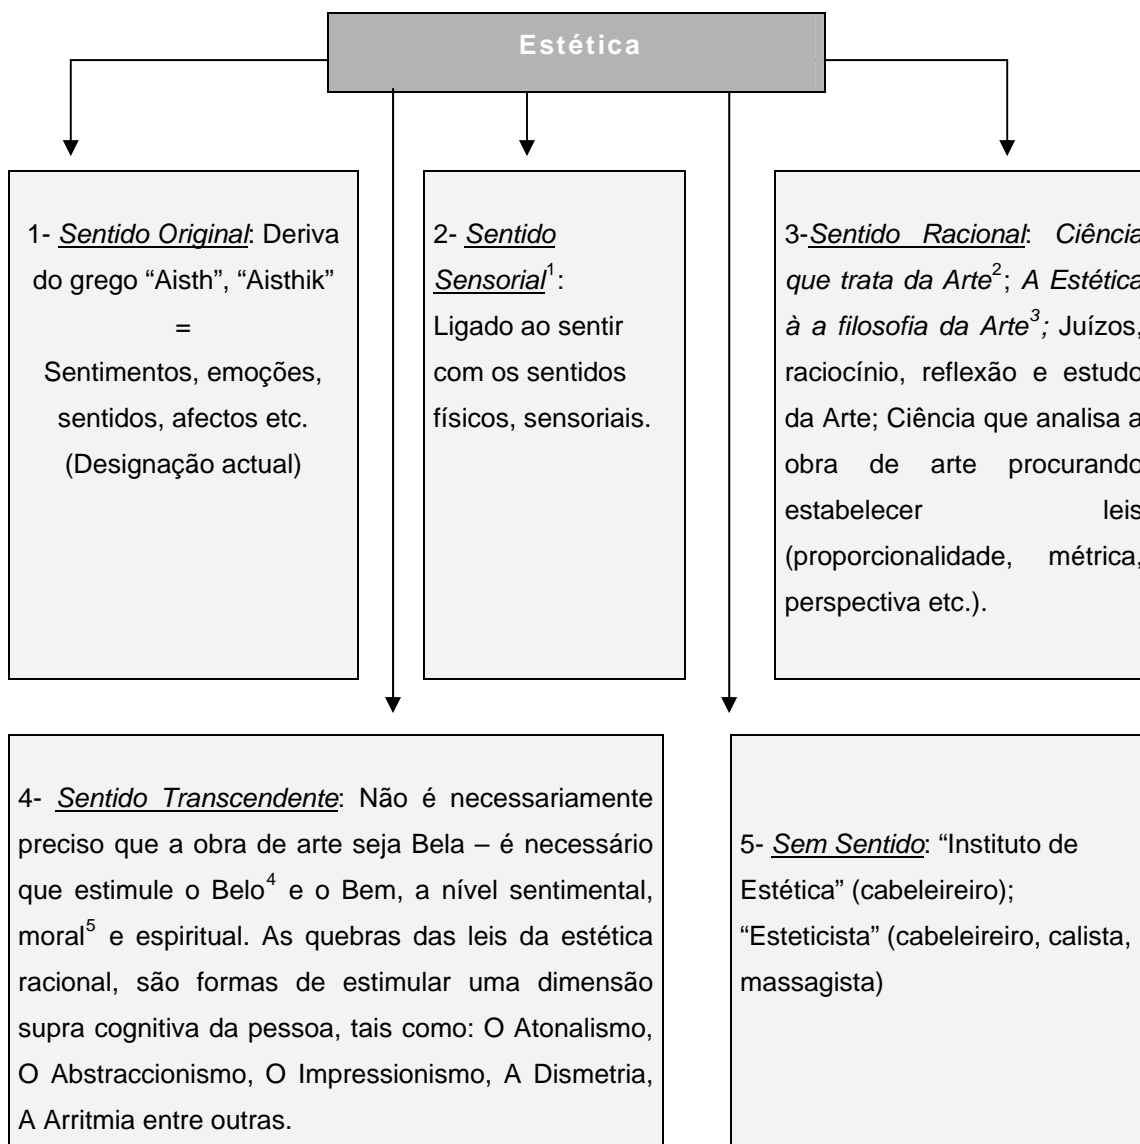 Estética
1- Sentido Original: Deriva
do grego “Aisth”, “Aisthik”
=
Sentimentos, emoções,
sentidos, afectos etc.
(Designação actual)
2- Sentido
Sensorial1:
Ligado ao sentir
com os sentidos
físicos, sensoriais.
3-Sentido Racional: Ciência
que trata da Arte2; A Estética
à a filosofia da Arte3; Juízos,
raciocínio, reflexão e estudo
da Arte; Ciência que analisa a
obra de arte procurando
estabelecer leis
(proporcionalidade, métrica,
perspectiva etc.).
4- Sentido Transcendente: Não é necessariamente
preciso que a obra de arte seja Bela – é necessário
que estimule o Belo4 e o Bem, a nível sentimental,
moral5 e espiritual. As quebras das leis da estética
racional, são formas de estimular uma dimensão
supra cognitiva da pessoa, tais como: O Atonalismo,
O Abstraccionismo, O Impressionismo, A Dismetria,
A Arritmia entre outras.
5- Sem Sentido: “Instituto de
Estética” (cabeleireiro);
“Esteticista” (cabeleireiro, calista,
massagista)